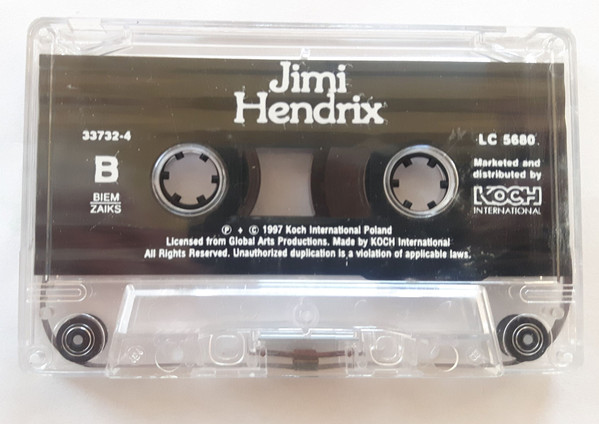 Jimi
Hendrix
33732-4
LC 5680
B
BIEM
ZAIKS
Marketed and
distributed by
KOCH
INTERNATIONAL
℗ + © 1997 Koch International Poland
Licensed from Global Arts Productions. Made by KOCH International
All Rights Reserved. Unauthorized duplication is a violation of applicable laws.